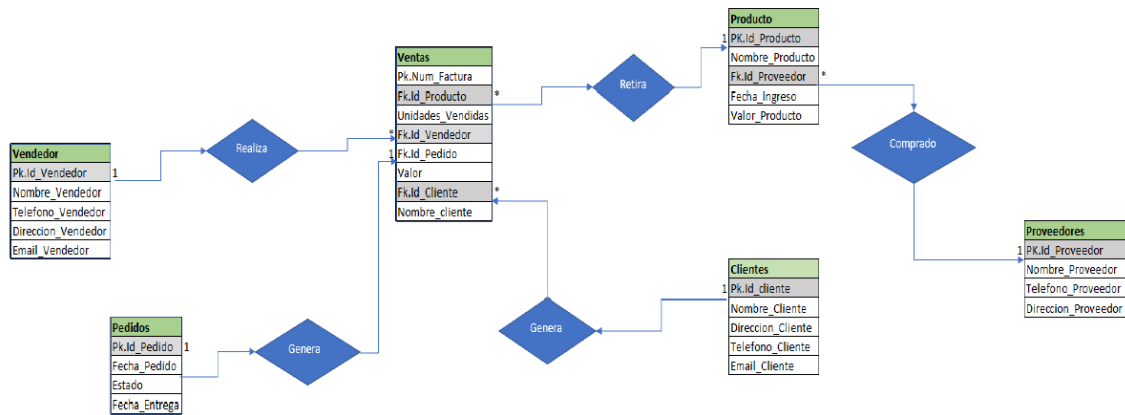 Producto
1 PK.Id_Producto
Nombre_Producto
Fk.Id_Proveedor *
Fecha_Ingreso
Valor_Producto
Ventas
Pk.Num_Factura
Fk.Id_Producto *
Unidades_Vendidas
* Fk.Id_Vendedor
1 Fk.Id_Pedido
Valor
Fk.Id_Cliente *
Nombre_cliente
Retira
Comprado
Realiza
Vendedor
Pk.Id_Vendedor 1
Nombre_Vendedor
Telefono_Vendedor
Direccion_Vendedor
Email_Vendedor
Proveedores
1 PK.Id_Proveedor
Nombre_Proveedor
Telefono_Proveedor
Direccion_Proveedor
Clientes
1 Pk.Id_cliente
Nombre_Cliente
Direccion_Cliente
Telefono_Cliente
Email_Cliente
Genera
Pedidos
Pk.Id_Pedido 1
Fecha_Pedido
Estado
Fecha_Entrega
Genera